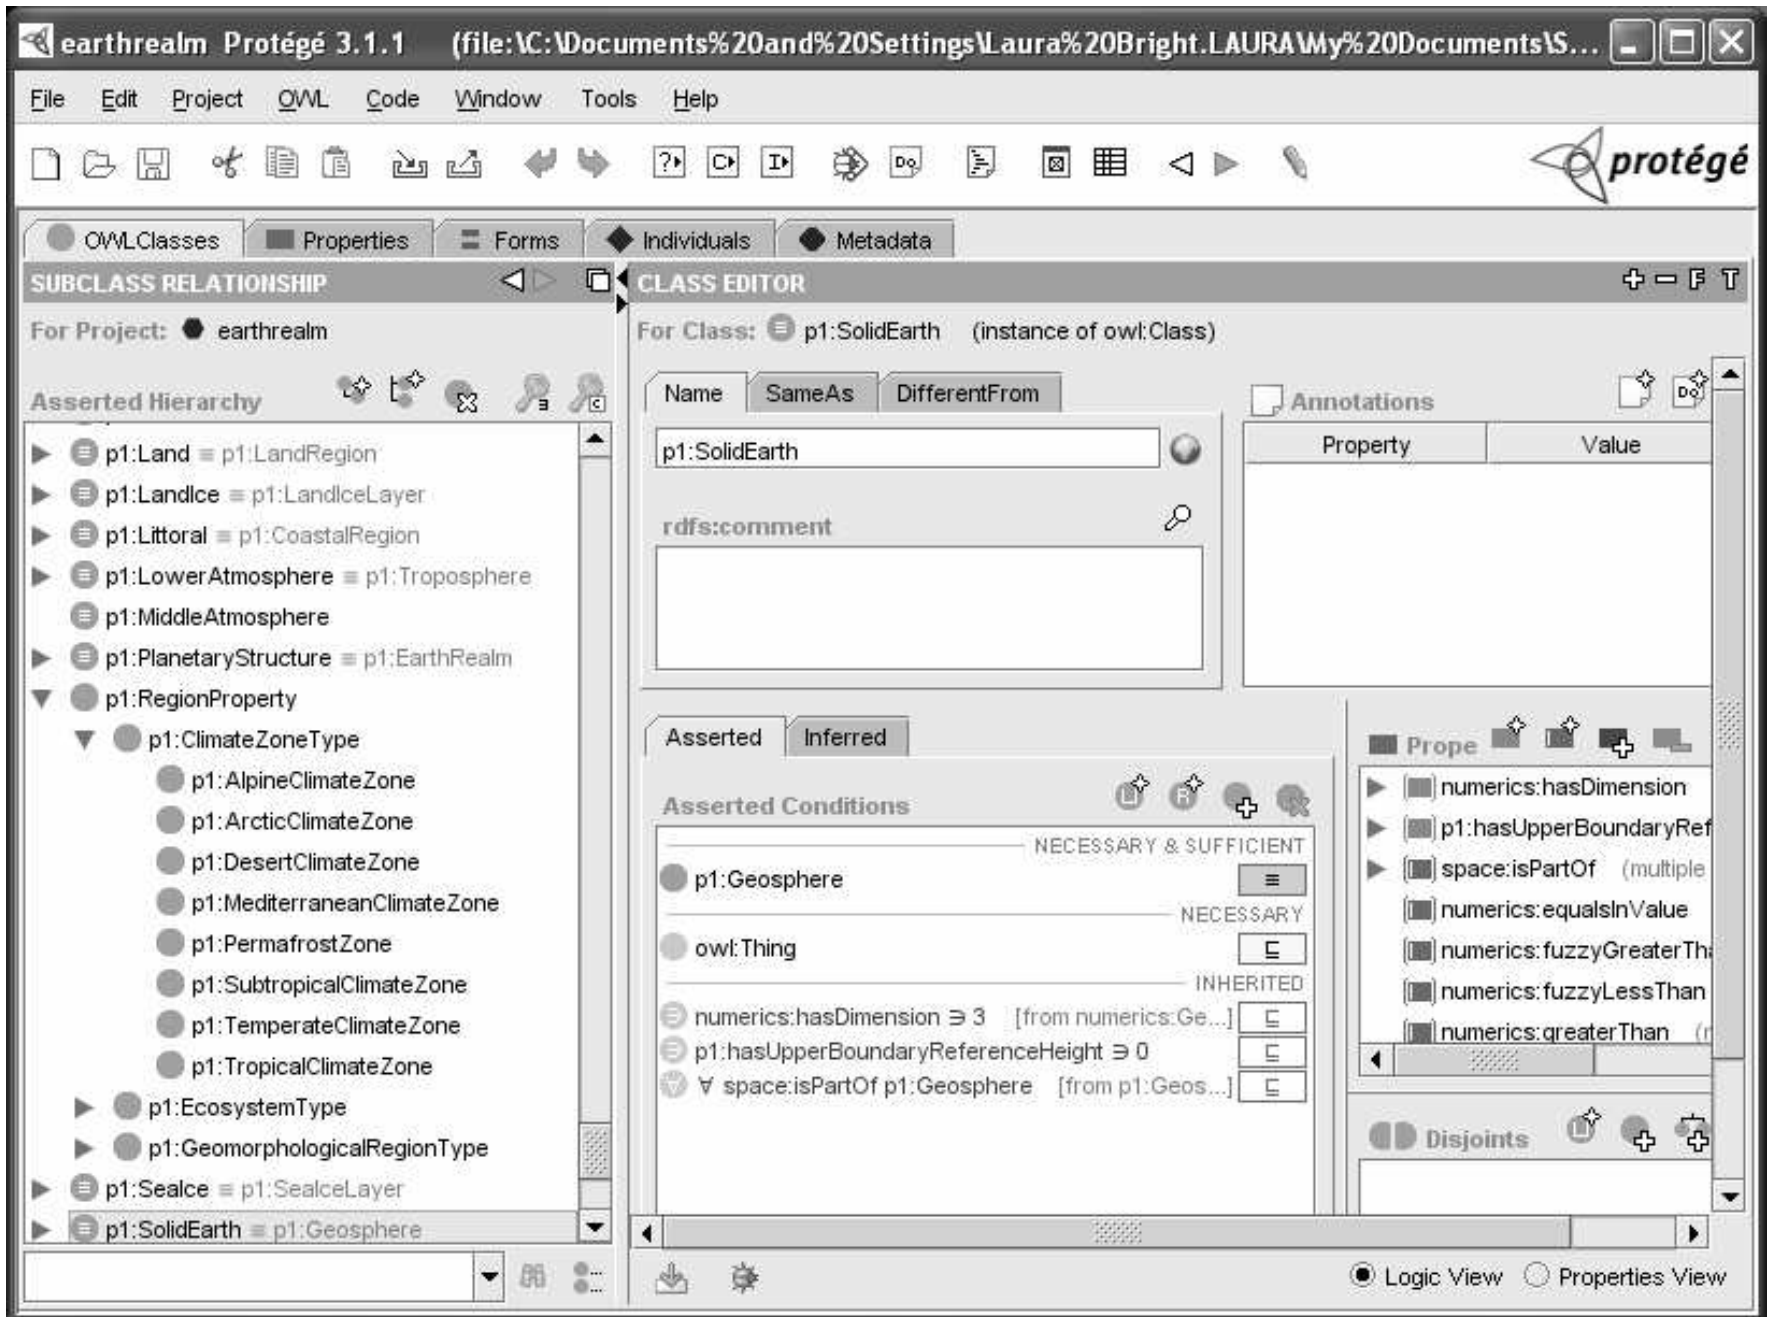 earthrealm Protégé 3.1.1 (file:\C:\Documents%20and%20Settings\Laura%20Bright.LAURA\My%20Documents\S...
File Edit Project OWL Code Window Tools Help
protégé
OWLClasses Properties Forms Individuals Metadata
SUBCLASS RELATIONSHIP
For Project: earthrealm
Asserted Hierarchy
p1:Land ≡ p1:LandRegion
p1:LandIce ≡ p1:LandIceLayer
p1:Littoral ≡ p1:CoastalRegion
p1:LowerAtmosphere ≡ p1:Troposphere
p1:MiddleAtmosphere
p1:PlanetaryStructure ≡ p1:EarthRealm
p1:RegionProperty
p1:ClimateZoneType
p1:AlpineClimateZone
p1:ArcticClimateZone
p1:DesertClimateZone
p1:MediterraneanClimateZone
p1:PermafrostZone
p1:SubtropicalClimateZone
p1:TemperateClimateZone
p1:TropicalClimateZone
p1:EcosystemType
p1:GeomorphologicalRegionType
p1:SeaIce ≡ p1:SeaIceLayer
p1:SolidEarth ≡ p1:Geosphere
CLASS EDITOR
F T
For Class: p1:SolidEarth (instance of owl:Class)
Name SameAs DifferentFrom
p1:SolidEarth
rdfs:comment
Annotations
Property Value
Asserted Inferred
Asserted Conditions
NECESSARY & SUFFICIENT
p1:Geosphere ≡
NECESSARY
owl:Thing ⊑
INHERITED
numerics:hasDimension ∋ 3 [from numerics:Ge...] ⊑
p1:hasUpperBoundaryReferenceHeight ∋ 0 ⊑
∀ space:isPartOf p1:Geosphere [from p1:Geos...] ⊑
Prope
numerics:hasDimension
p1:hasUpperBoundaryRef
space:isPartOf (multiple
numerics:equalsInValue
numerics:fuzzyGreaterTha
numerics:fuzzyLessThan
numerics:greaterThan
Disjoints
Logic View Properties View